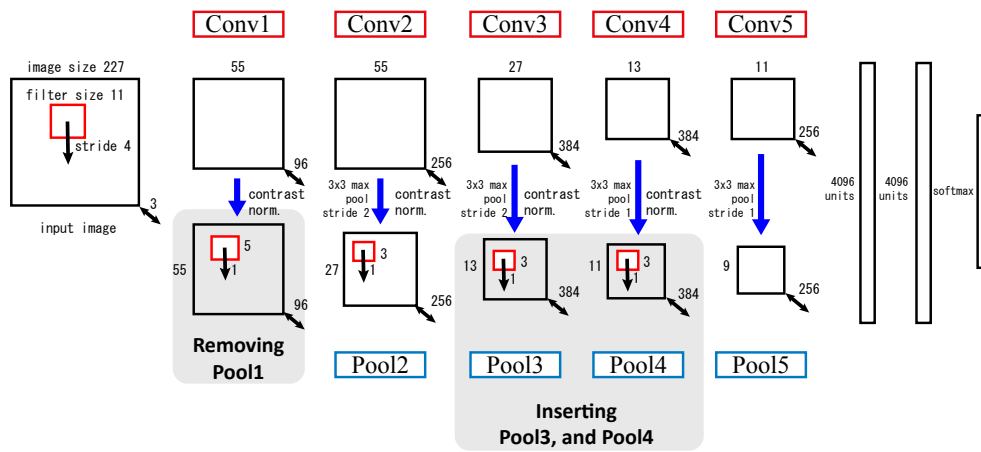 Conv1
Conv2
Conv3
Conv4
Conv5
image size 227
55
55
27
13
11
filter size 11
stride 4
3
input image
96
256
384
384
256
contrast
norm.
3x3 max
pool
stride 2
contrast
norm.
3x3 max
pool
stride 2
contrast
norm.
3x3 max
pool
stride 1
contrast
norm.
3x3 max
pool
stride 1
4096
units
4096
units
softmax
55
5
1
96
27
3
1
256
13
3
1
384
11
3
1
384
9
256
Removing
Pool1
Pool2
Pool3
Pool4
Pool5
Inserting
Pool3, and Pool4